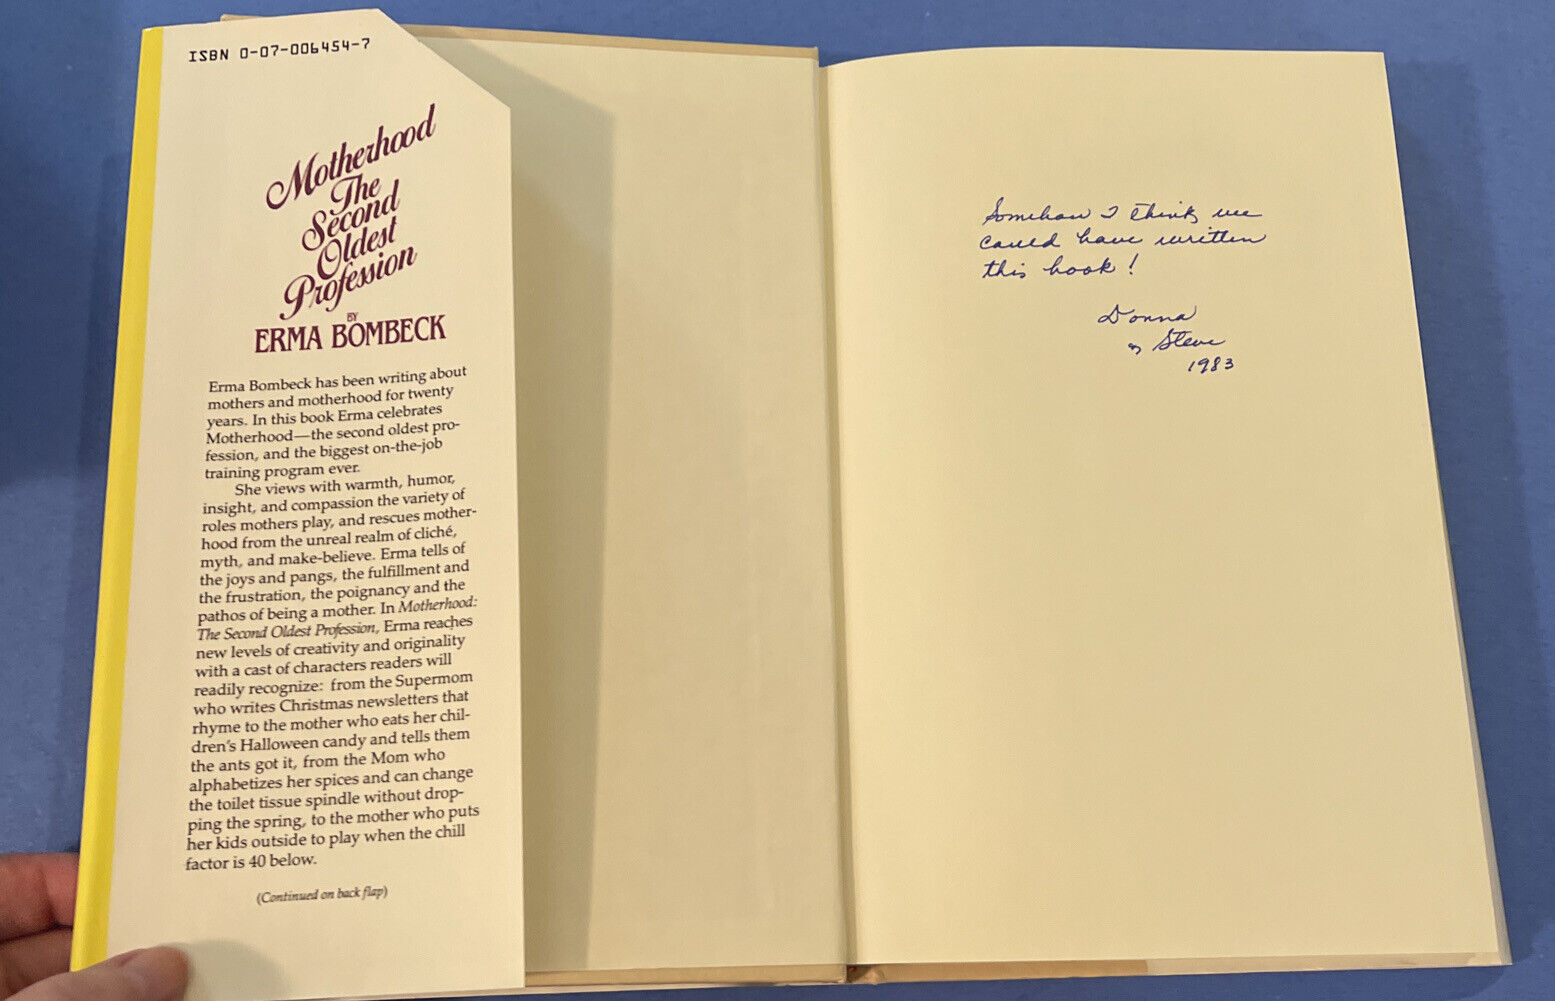 ISBN 0-07-006454-7
Motherhood
The
Second
Oldest
Profession
BY
ERMA BOMBECK
Erma Bombeck has been writing about
mothers and motherhood for twenty
years. In this book Erma celebrates
Motherhood—the second oldest pro-
fession, and the biggest on-the-job
training program ever.
She views with warmth, humor,
insight, and compassion the variety of
roles mothers play, and rescues mother-
hood from the unreal realm of cliché,
myth, and make-believe. Erma tells of
the joys and pangs, the fulfillment and
the frustration, the poignancy and the
pathos of being a mother. In Motherhood:
The Second Oldest Profession, Erma reaches
new levels of creativity and originality
with a cast of characters readers will
readily recognize: from the Supermom
who writes Christmas newsletters that
rhyme to the mother who eats her chil-
dren's Halloween candy and tells them
the ants got it, from the Mom who
alphabetizes her spices and can change
the toilet tissue spindle without drop-
ping the spring, to the mother who puts
her kids outside to play when the chill
factor is 40 below.
(Continued on back flap)
Somehow I think we
could have written
this book!
Donna
& Steve
1983